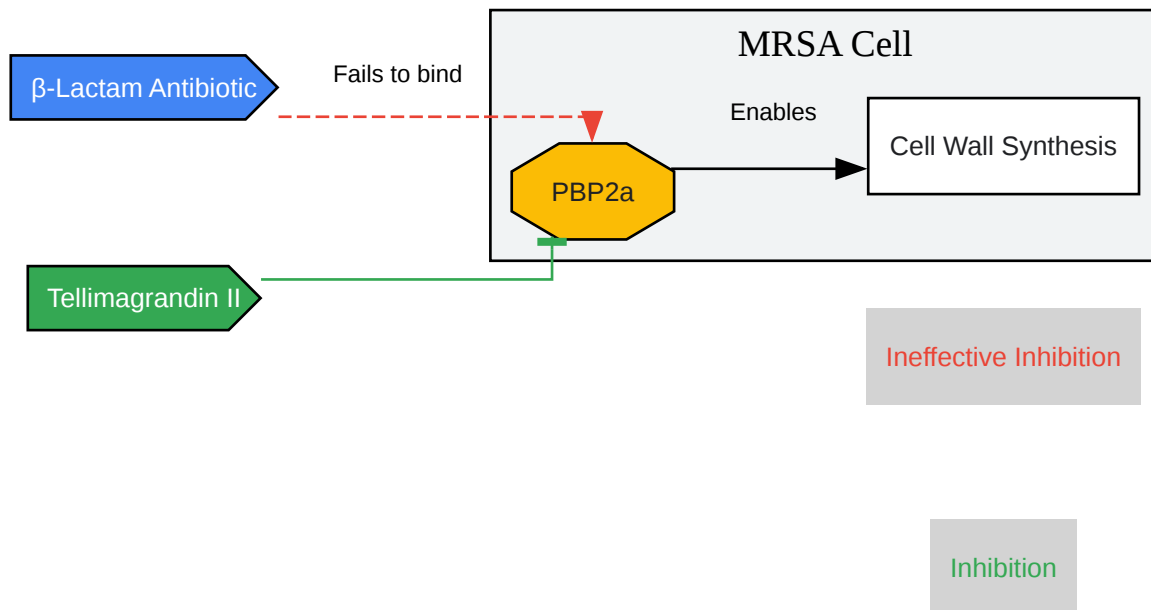 MRSA Cell
β-Lactam Antibiotic
Fails to bind
Enables
Cell Wall Synthesis
PBP2a
Tellimagrandin II
Ineffective Inhibition
Inhibition